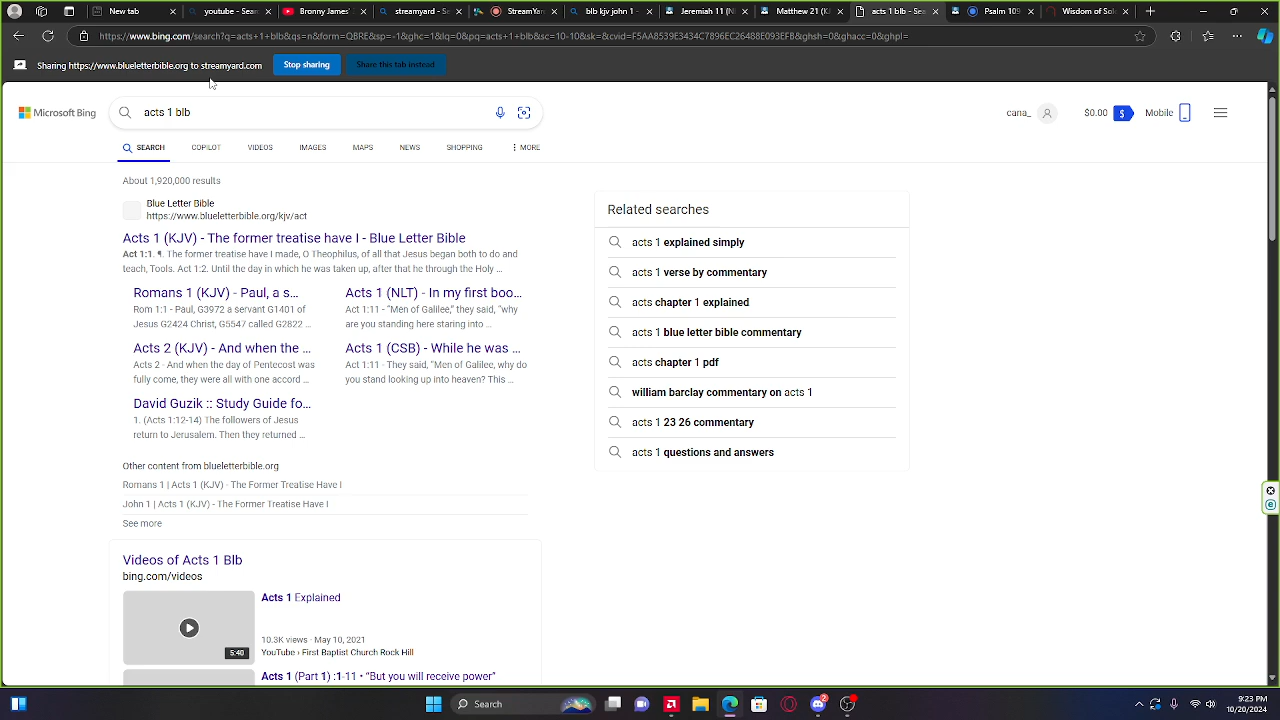 New tab
youtube - Sear
Bethany
streamyard - Se
StreamYar
blb kjv john 1 -
Jeremiah 11 (N
Matthew 21 (KJ
acts 1 blb - Sea
Psalm 109
Wisdom of Solo
https://www.bing.com/search?q=acts+1+blb&qs=n&form=QBRE&sp=-1&ghc=1&lq=0&pq=acts+1+blb&sc=10-10&sk=&cvid=F5AA8539E3434C7896EC26488E093EFB&ghsh=0&ghacc=0&ghpl=
Sharing https://www.blueletterbible.org to streamyard.com
Stop sharing
Share this tab instead
Microsoft Bing
acts 1 blb
cana_
$0.00
$
Mobile
SEARCH
COPILOT
VIDEOS
IMAGES
MAPS
NEWS
SHOPPING
MORE
About 1,920,000 results
Blue Letter Bible
https://www.blueletterbible.org/kjv/act
Acts 1 (KJV) - The former treatise have I - Blue Letter Bible
Act 1:1. ¶. The former treatise have I made, O Theophilus, of all that Jesus began both to do and
teach, Tools. Act 1:2. Until the day in which he was taken up, after that he through the Holy ...
Romans 1 (KJV) - Paul, a s...
Rom 1:1 - Paul, G3972 a servant G1401 of
Jesus G2424 Christ, G5547 called G2822 ...
Acts 1 (NLT) - In my first boo...
Act 1:11 - "Men of Galilee," they said, "why
are you standing here staring into ...
Acts 2 (KJV) - And when the ...
Acts 2 - And when the day of Pentecost was
fully come, they were all with one accord ...
Acts 1 (CSB) - While he was ...
Act 1:11 - They said, "Men of Galilee, why do
you stand looking up into heaven? This ...
David Guzik :: Study Guide fo...
1. (Acts 1:12-14) The followers of Jesus
return to Jerusalem. Then they returned ...
Other content from blueletterbible.org
Romans 1 | Acts 1 (KJV) - The Former Treatise Have I
John 1 | Acts 1 (KJV) - The Former Treatise Have I
See more
Videos of Acts 1 Blb
bing.com/videos
5:40
Acts 1 Explained
10.3K views · May 10, 2021
YouTube › First Baptist Church Rock Hill
Acts 1 (Part 1) :1-11 • "But you will receive power"
Related searches
acts 1 explained simply
acts 1 verse by commentary
acts chapter 1 explained
acts 1 blue letter bible commentary
acts chapter 1 pdf
william barclay commentary on acts 1
acts 1 23 26 commentary
acts 1 questions and answers
Search
2
9:23 PM
10/20/2024